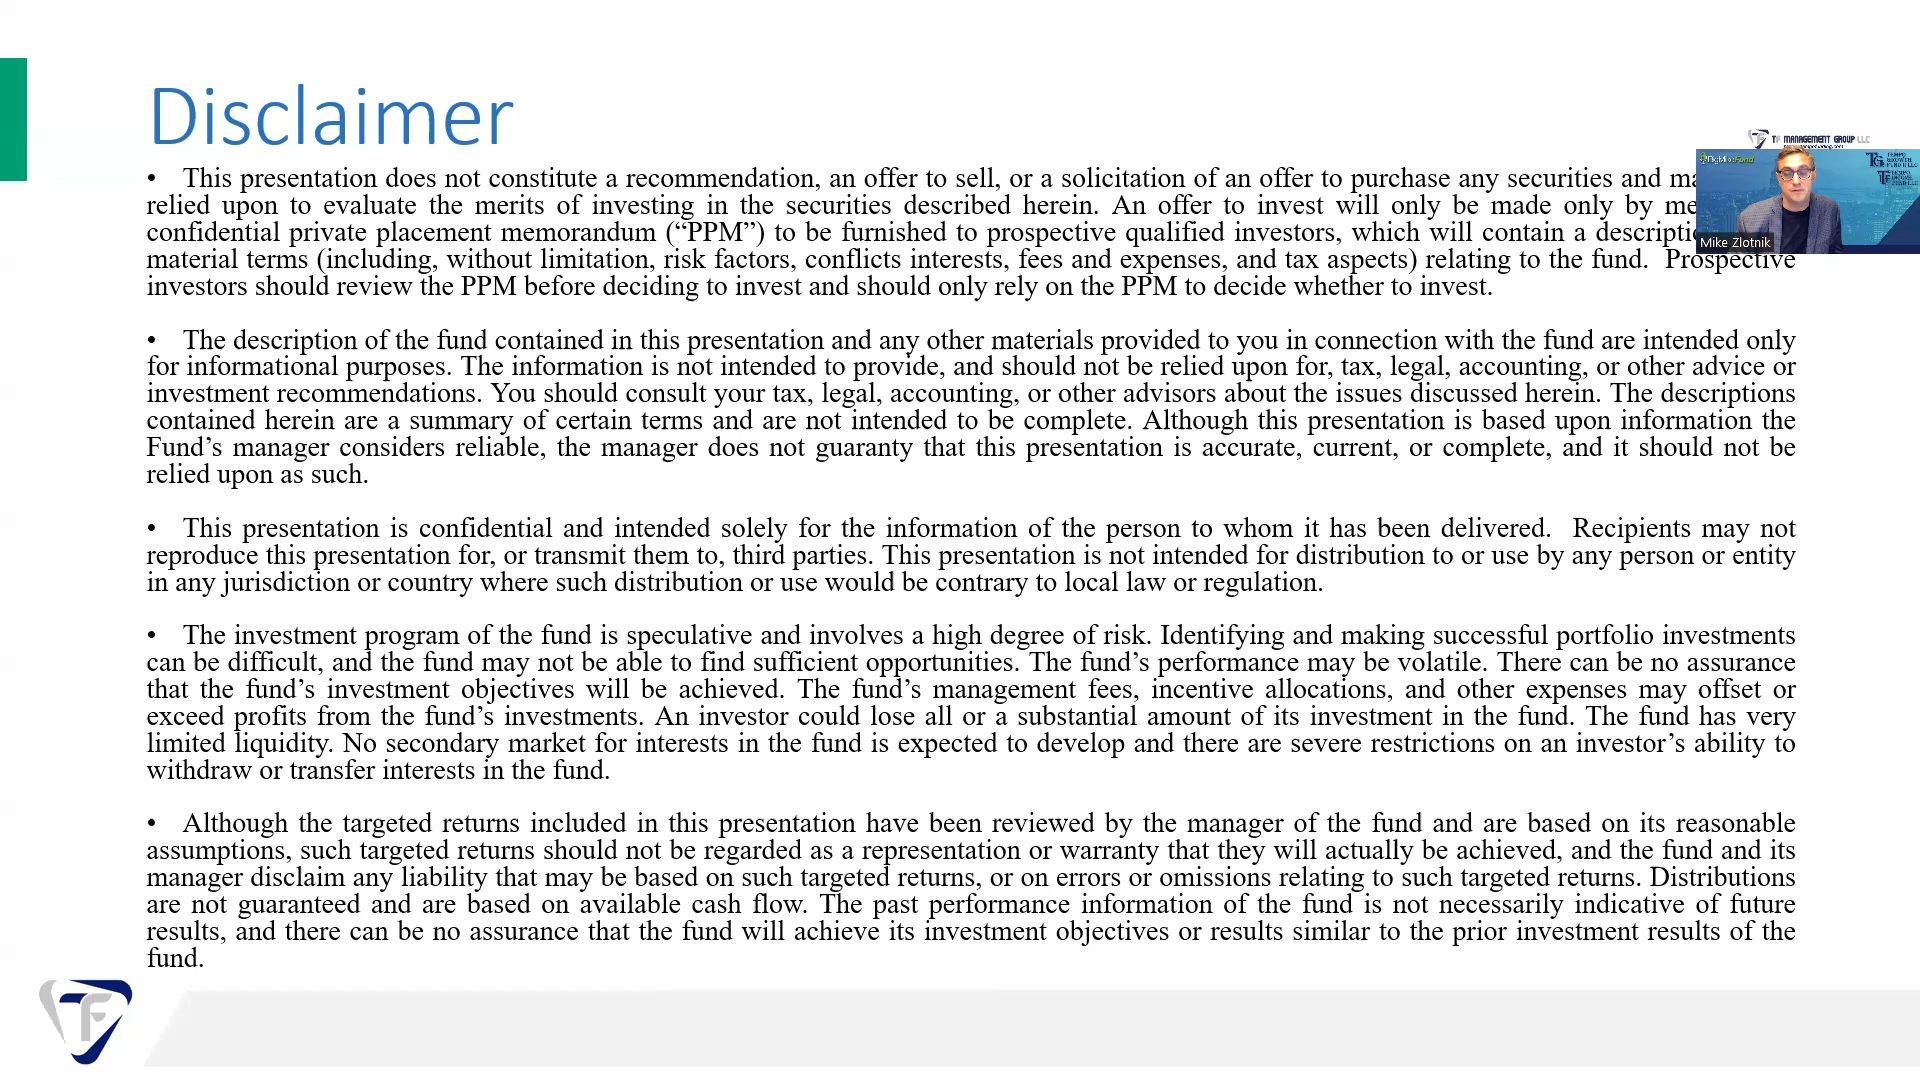 Disclaimer
• This presentation does not constitute a recommendation, an offer to sell, or a solicitation of an offer to purchase any securities and
relied upon to evaluate the merits of investing in the securities described herein. An offer to invest will only be made only by
confidential private placement memorandum (“PPM”) to be furnished to prospective qualified investors, which will contain a
material terms (including, without limitation, risk factors, conflicts interests, fees and expenses, and tax aspects) relating to the fund. Prospective
investors should review the PPM before deciding to invest and should only rely on the PPM to decide whether to invest.
• The description of the fund contained in this presentation and any other materials provided to you in connection with the fund are intended only
for informational purposes. The information is not intended to provide, and should not be relied upon for, tax, legal, accounting, or other advice or
investment recommendations. You should consult your tax, legal, accounting, or other advisors about the issues discussed herein. The descriptions
contained herein are a summary of certain terms and are not intended to be complete. Although this presentation is based upon information the
Fund’s manager considers reliable, the manager does not guaranty that this presentation is accurate, current, or complete, and it should not be
relied upon as such.
• This presentation is confidential and intended solely for the information of the person to whom it has been delivered. Recipients may not
reproduce this presentation for, or transmit them to, third parties. This presentation is not intended for distribution to or use by any person or entity
in any jurisdiction or country where such distribution or use would be contrary to local law or regulation.
• The investment program of the fund is speculative and involves a high degree of risk. Identifying and making successful portfolio investments
can be difficult, and the fund may not be able to find sufficient opportunities. The fund’s performance may be volatile. There can be no assurance
that the fund’s investment objectives will be achieved. The fund’s management fees, incentive allocations, and other expenses may offset or
exceed profits from the fund’s investments. An investor could lose all or a substantial amount of its investment in the fund. The fund has very
limited liquidity. No secondary market for interests in the fund is expected to develop and there are severe restrictions on an investor’s ability to
withdraw or transfer interests in the fund.
• Although the targeted returns included in this presentation have been reviewed by the manager of the fund and are based on its reasonable
assumptions, such targeted returns should not be regarded as a representation or warranty that they will actually be achieved, and the fund and its
manager disclaim any liability that may be based on such targeted returns, or on errors or omissions relating to such targeted returns. Distributions
are not guaranteed and are based on available cash flow. The past performance information of the fund is not necessarily indicative of future
results, and there can be no assurance that the fund will achieve its investment objectives or results similar to the prior investment results of the
fund.
TF MANAGEMENT GROUP LLC
BigMikeFund
Mike Zlotnik
TF